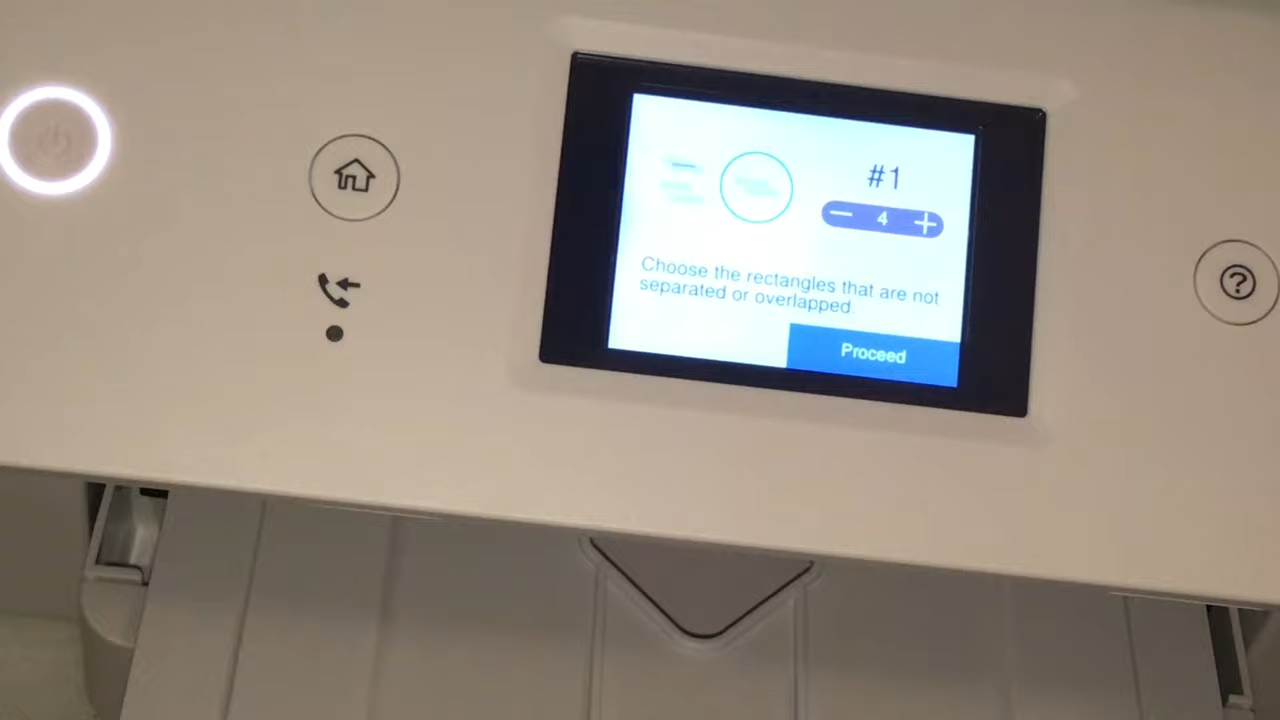 #1
− 4 +
Choose the rectangles that are not
separated or overlapped.
Proceed
?